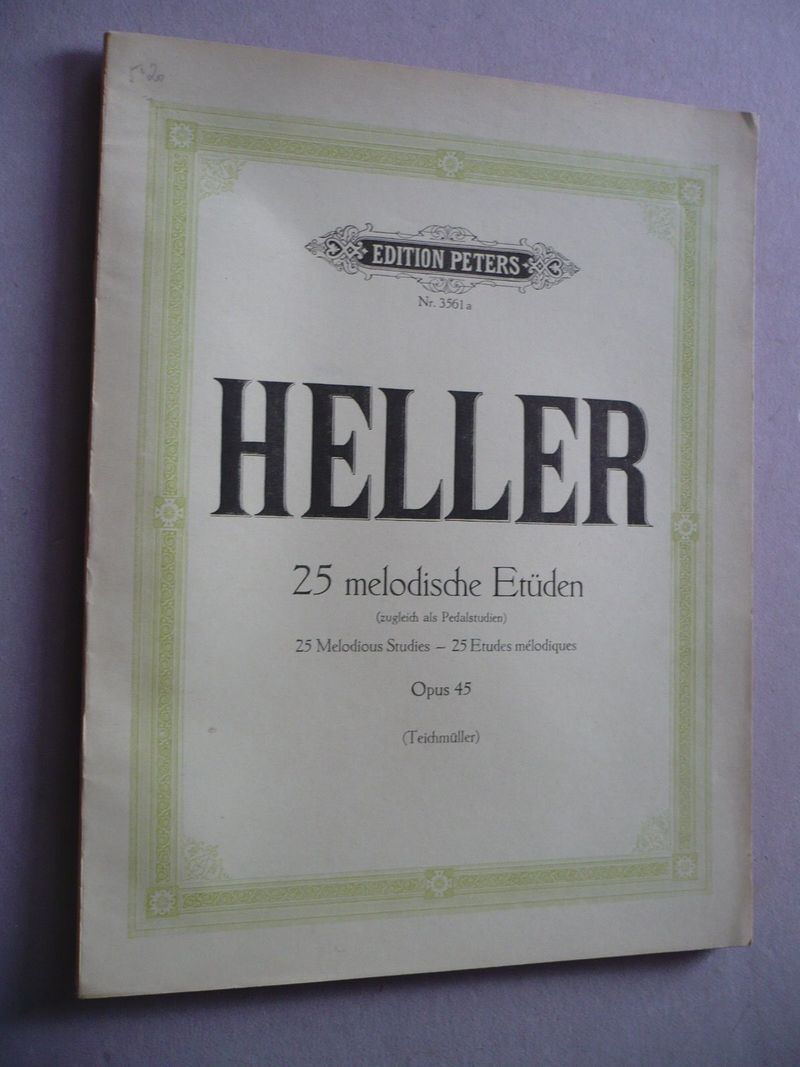 EDITION PETERS
Nr. 3561a
HELLER
25 melodische Etüden
(zugleich als Pedalstudien)
25 Melodious Studies – 25 Etudes mélodiques
Opus 45
(Teichmüller)